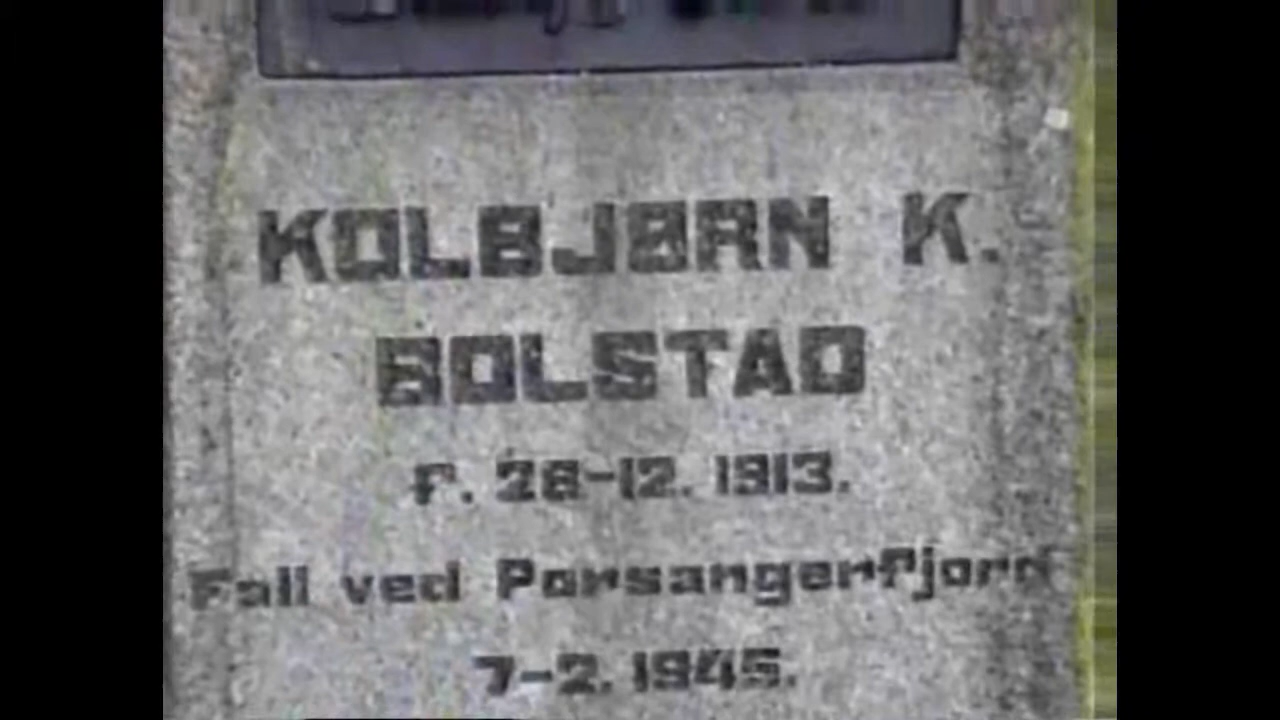 KOLBJØRN K.
BOLSTAD
F. 28-12. 1913.
Fall ved Porsangerfjord
7-2. 1945.